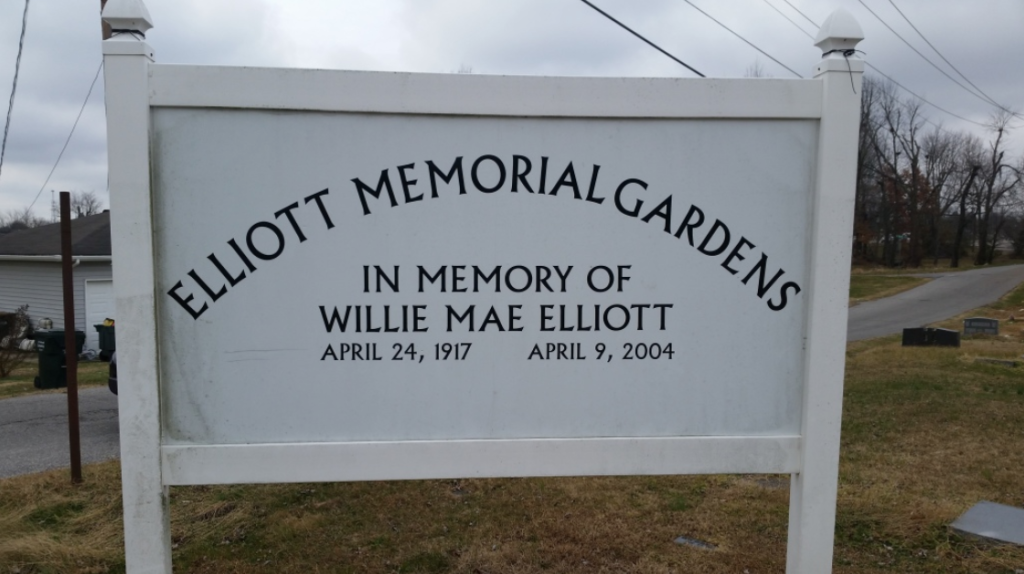 ELLIOTT MEMORIAL GARDENS
IN MEMORY OF
WILLIE MAE ELLIOTT
APRIL 24, 1917 APRIL 9, 2004